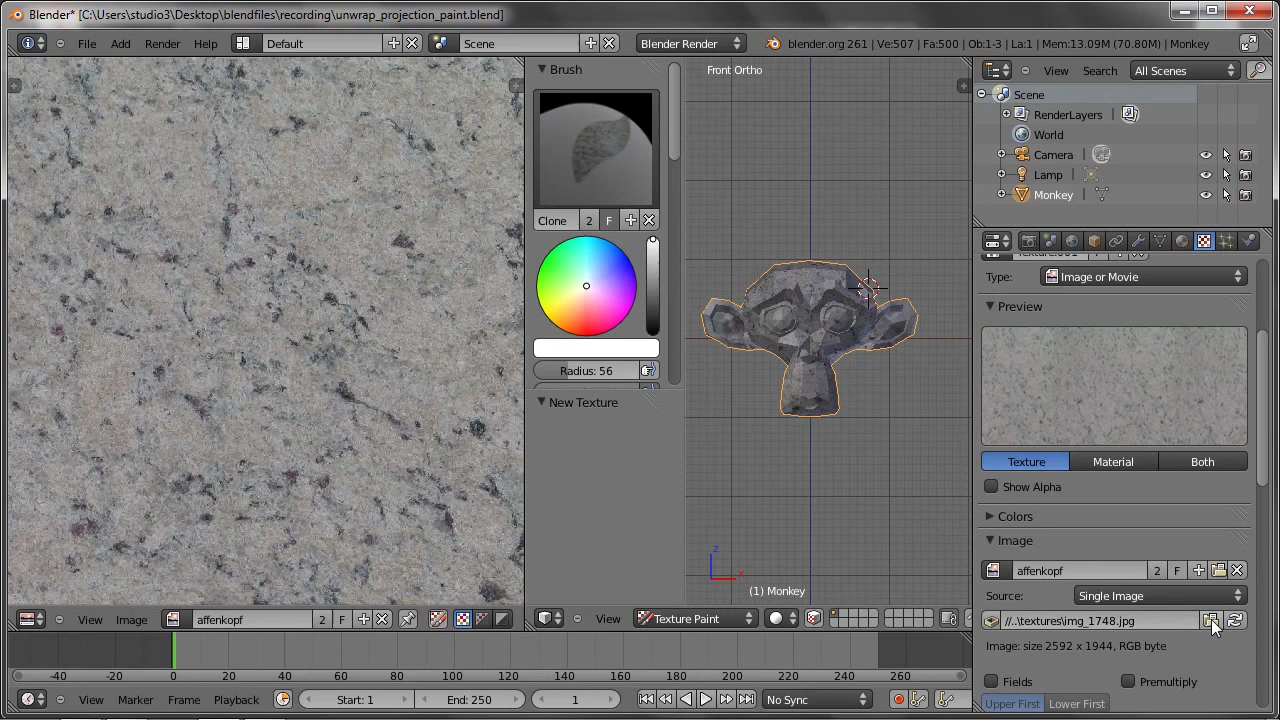 Blender* [C:\Users\studio3\Desktop\blendfiles\recording\unwrap_projection_paint.blend]
File Add Render Help Default Scene Blender Render blender.org 261 | Ve:507 | Fa:500 | Ob:1-3 | La:1 | Mem:13.09M (70.80M) | Monkey
Brush
Clone 2 F
Radius: 56
New Texture
Front Ortho
z
x
(1) Monkey
View Search All Scenes
Scene
RenderLayers
World
Camera
Lamp
Monkey
Type: Image or Movie
Preview
Texture Material Both
Show Alpha
Colors
Image
affenkopf 2 F
Source: Single Image
//..\textures\img_1748.jpg
Image: size 2592 x 1944, RGB byte
Fields Premultiply
Upper First Lower First
View Image affenkopf 2 F
View Texture Paint
-40 -20 0 20 40 60 80 100 120 140 160 180 200 220 240 260
View Marker Frame Playback Start: 1 End: 250 1 No Sync